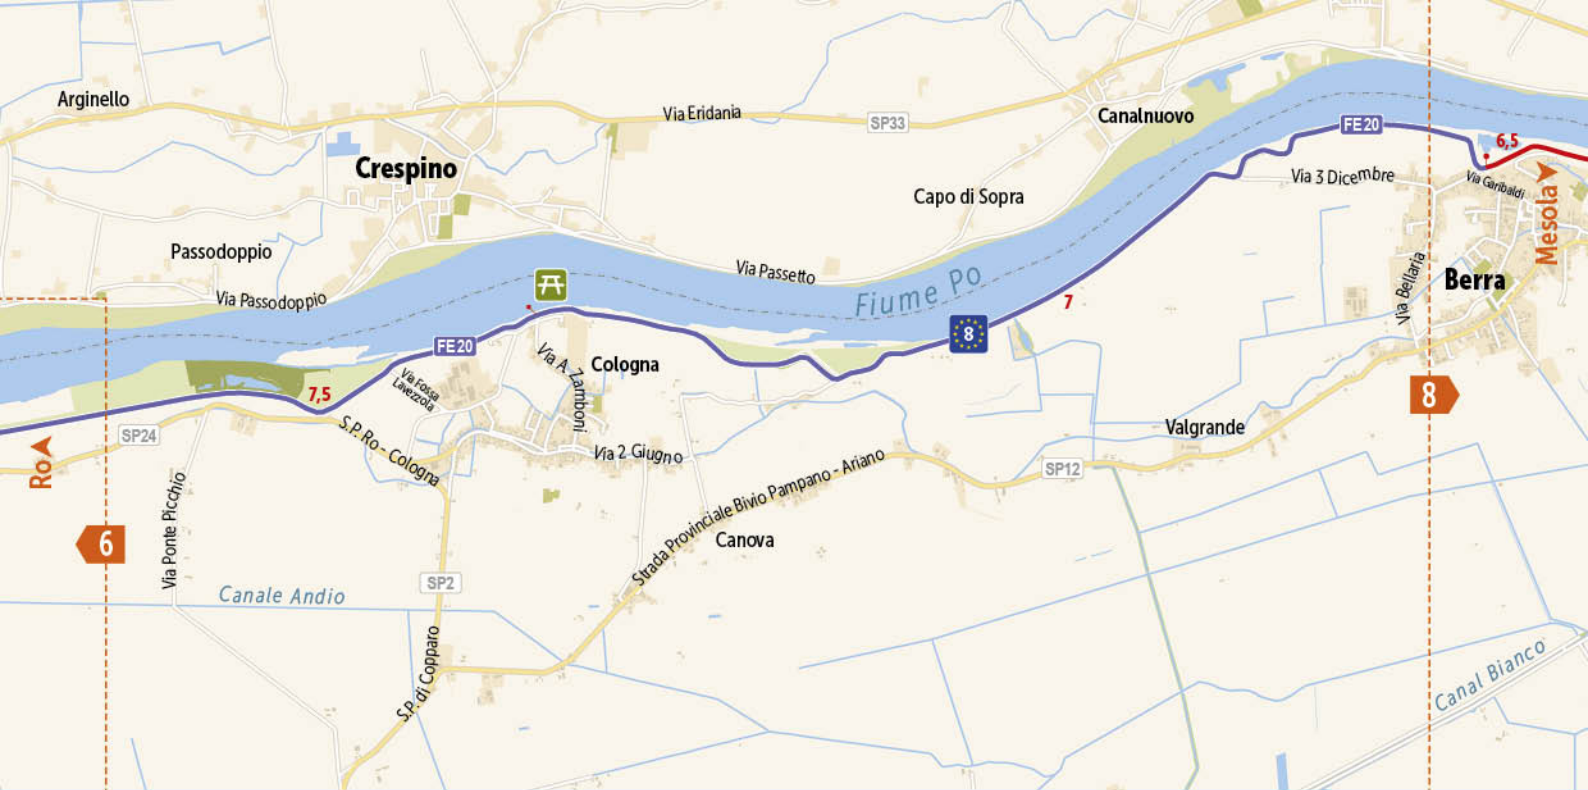 Arginello
Via Eridania
SP33
Canalnuovo
FE20
6,5
Crespino
Via 3 Dicembre
Via Garibaldi
Capo di Sopra
Mesola
Passodoppio
Via Passetto
Fiume Po
Berra
Via Bellaria
Via Passodoppio
7
8
FE20
Via A. Zamboni
Cologna
Via Fossa
Lavezzola
7,5
8
SP24
S.P. Ro - Cologna
Via 2 Giugno
Valgrande
Ro
Strada Provinciale Bivio Pampano - Ariano
SP12
Via Ponte Picchio
6
Canova
SP2
Canale Andio
S.P. di Copparo
Canal Bianco